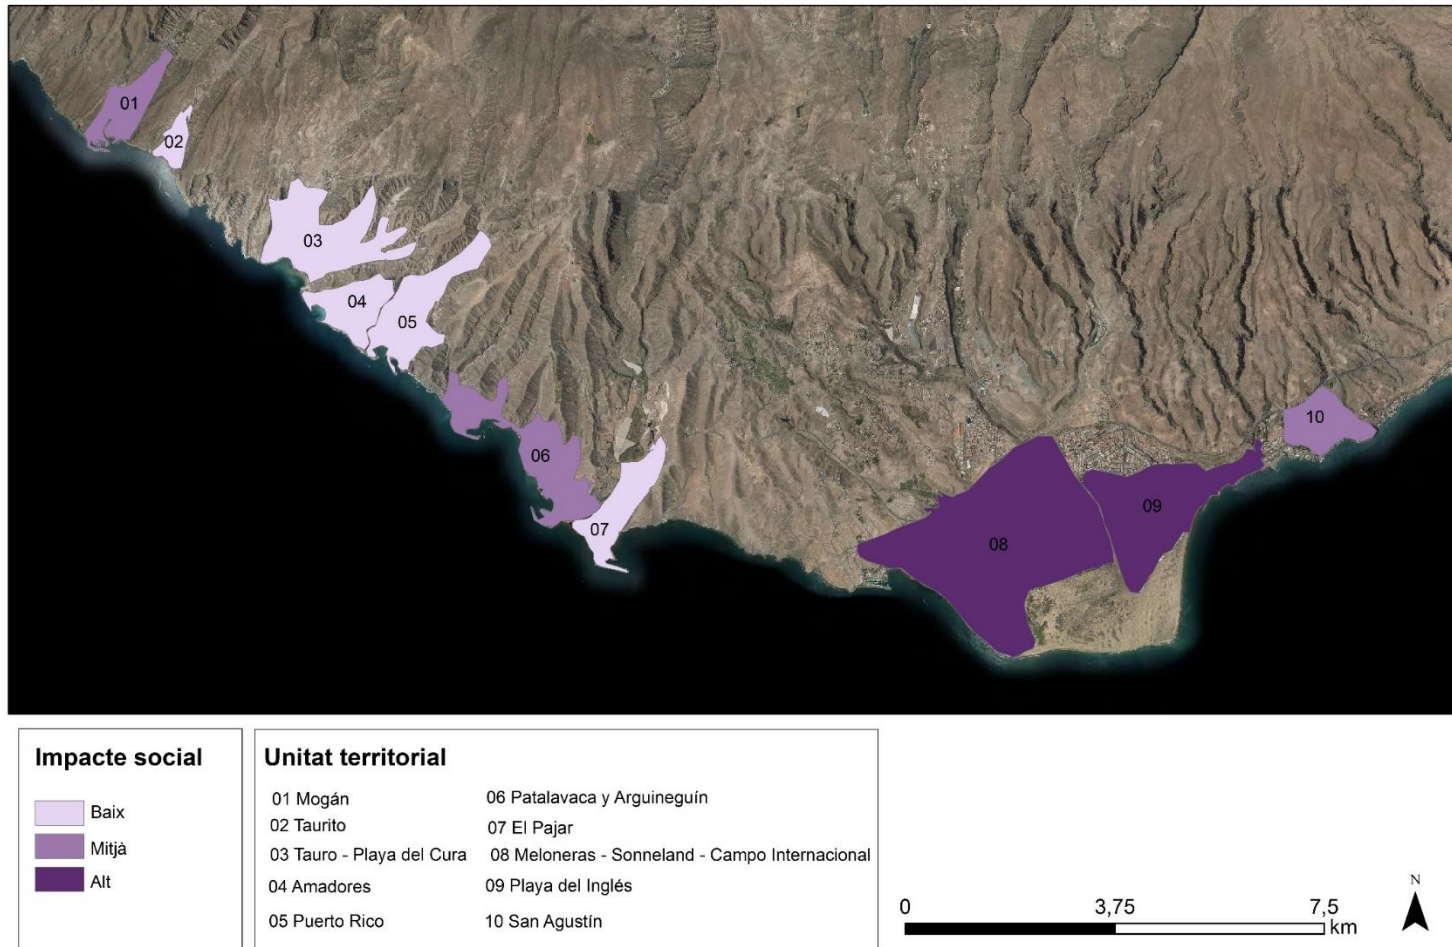 01
02
03
04
05
06
07
08
09
10
Impacte social
Baix
Mitjà
Alt
Unitat territorial
01 Mogán
02 Taurito
03 Tauro - Playa del Cura
04 Amadores
05 Puerto Rico
06 Patalavaca y Arguineguín
07 El Pajar
08 Meloneras - Sonneland - Campo Internacional
09 Playa del Inglés
10 San Agustín
0 3,75 7,5
km
N